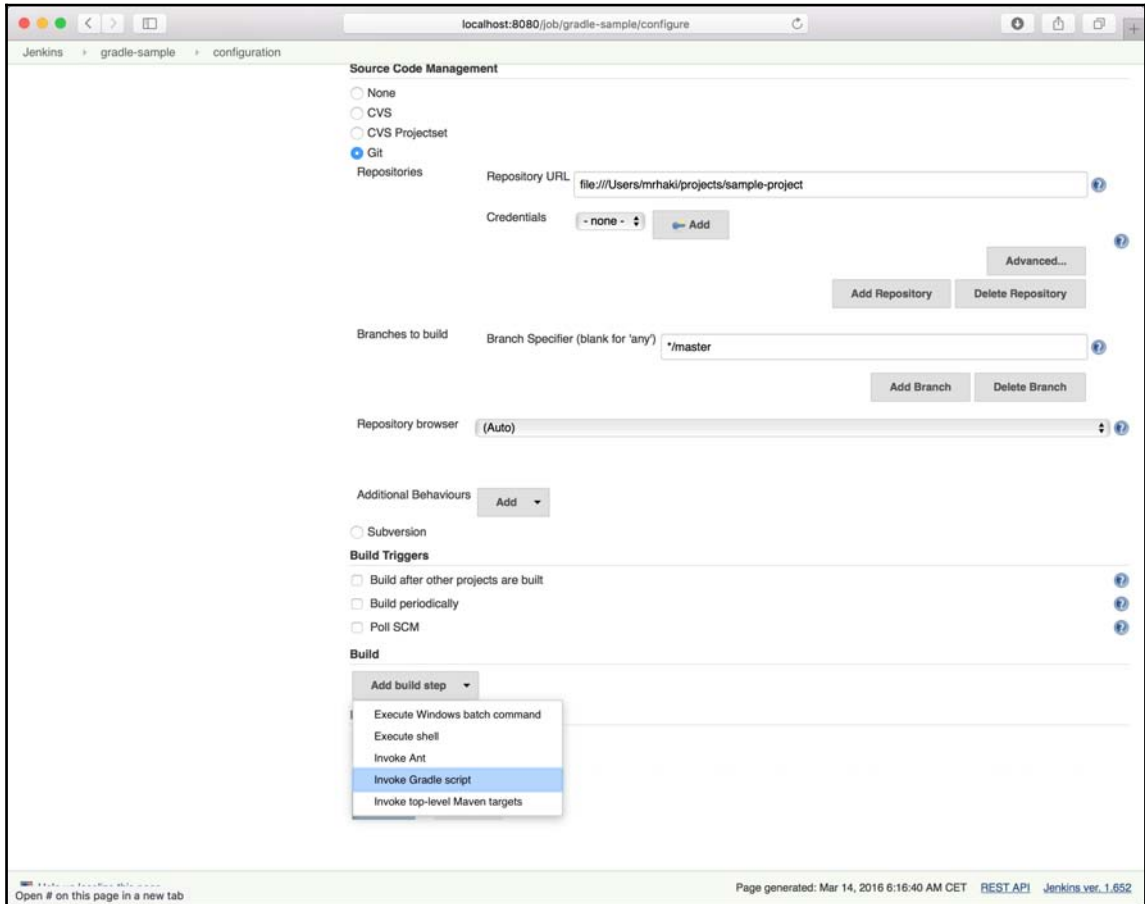 localhost:8080/job/gradle-sample/configure
Jenkins gradle-sample configuration
Source Code Management
None
CVS
CVS Projectset
Git
Repositories
Repository URL file:///Users/mrhaki/projects/sample-project
Credentials - none - Add
Advanced...
Add Repository Delete Repository
Branches to build
Branch Specifier (blank for 'any') */master
Add Branch Delete Branch
Repository browser (Auto)
Additional Behaviours Add
Subversion
Build Triggers
Build after other projects are built
Build periodically
Poll SCM
Build
Add build step
Execute Windows batch command
Execute shell
Invoke Ant
Invoke Gradle script
Invoke top-level Maven targets
Open # on this page in a new tab
Page generated: Mar 14, 2016 6:16:40 AM CET REST API Jenkins ver. 1.652